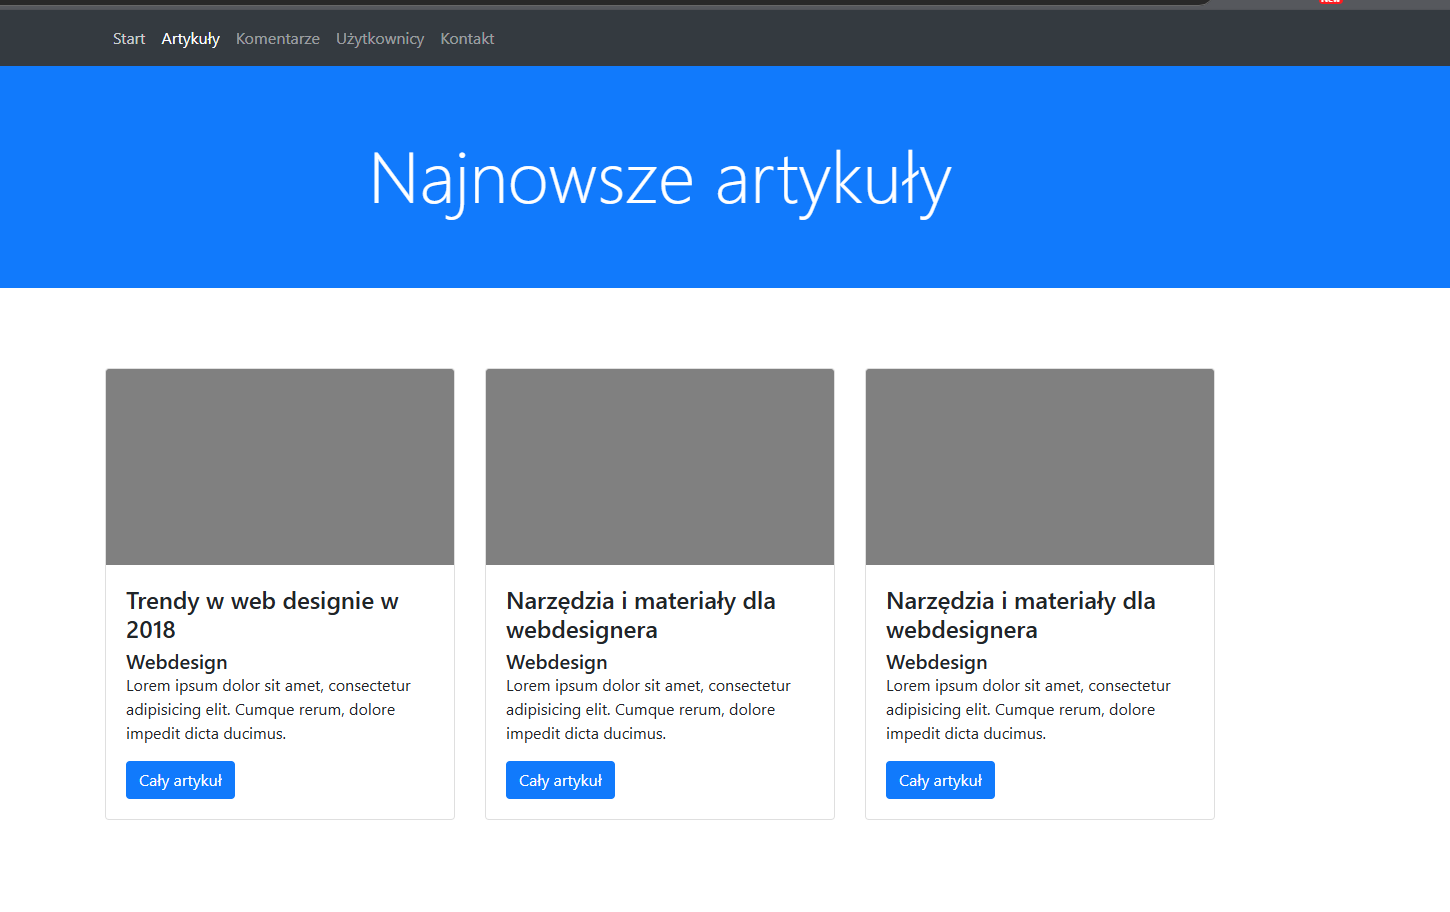 Start Artykuły Komentarze Użytkownicy Kontakt
Najnowsze artykuły
Trendy w web designie w
2018
Webdesign
Lorem ipsum dolor sit amet, consectetur
adipisicing elit. Cumque rerum, dolore
impedit dicta ducimus.
Cały artykuł
Narzędzia i materiały dla
webdesignera
Webdesign
Lorem ipsum dolor sit amet, consectetur
adipisicing elit. Cumque rerum, dolore
impedit dicta ducimus.
Cały artykuł
Narzędzia i materiały dla
webdesignera
Webdesign
Lorem ipsum dolor sit amet, consectetur
adipisicing elit. Cumque rerum, dolore
impedit dicta ducimus.
Cały artykuł